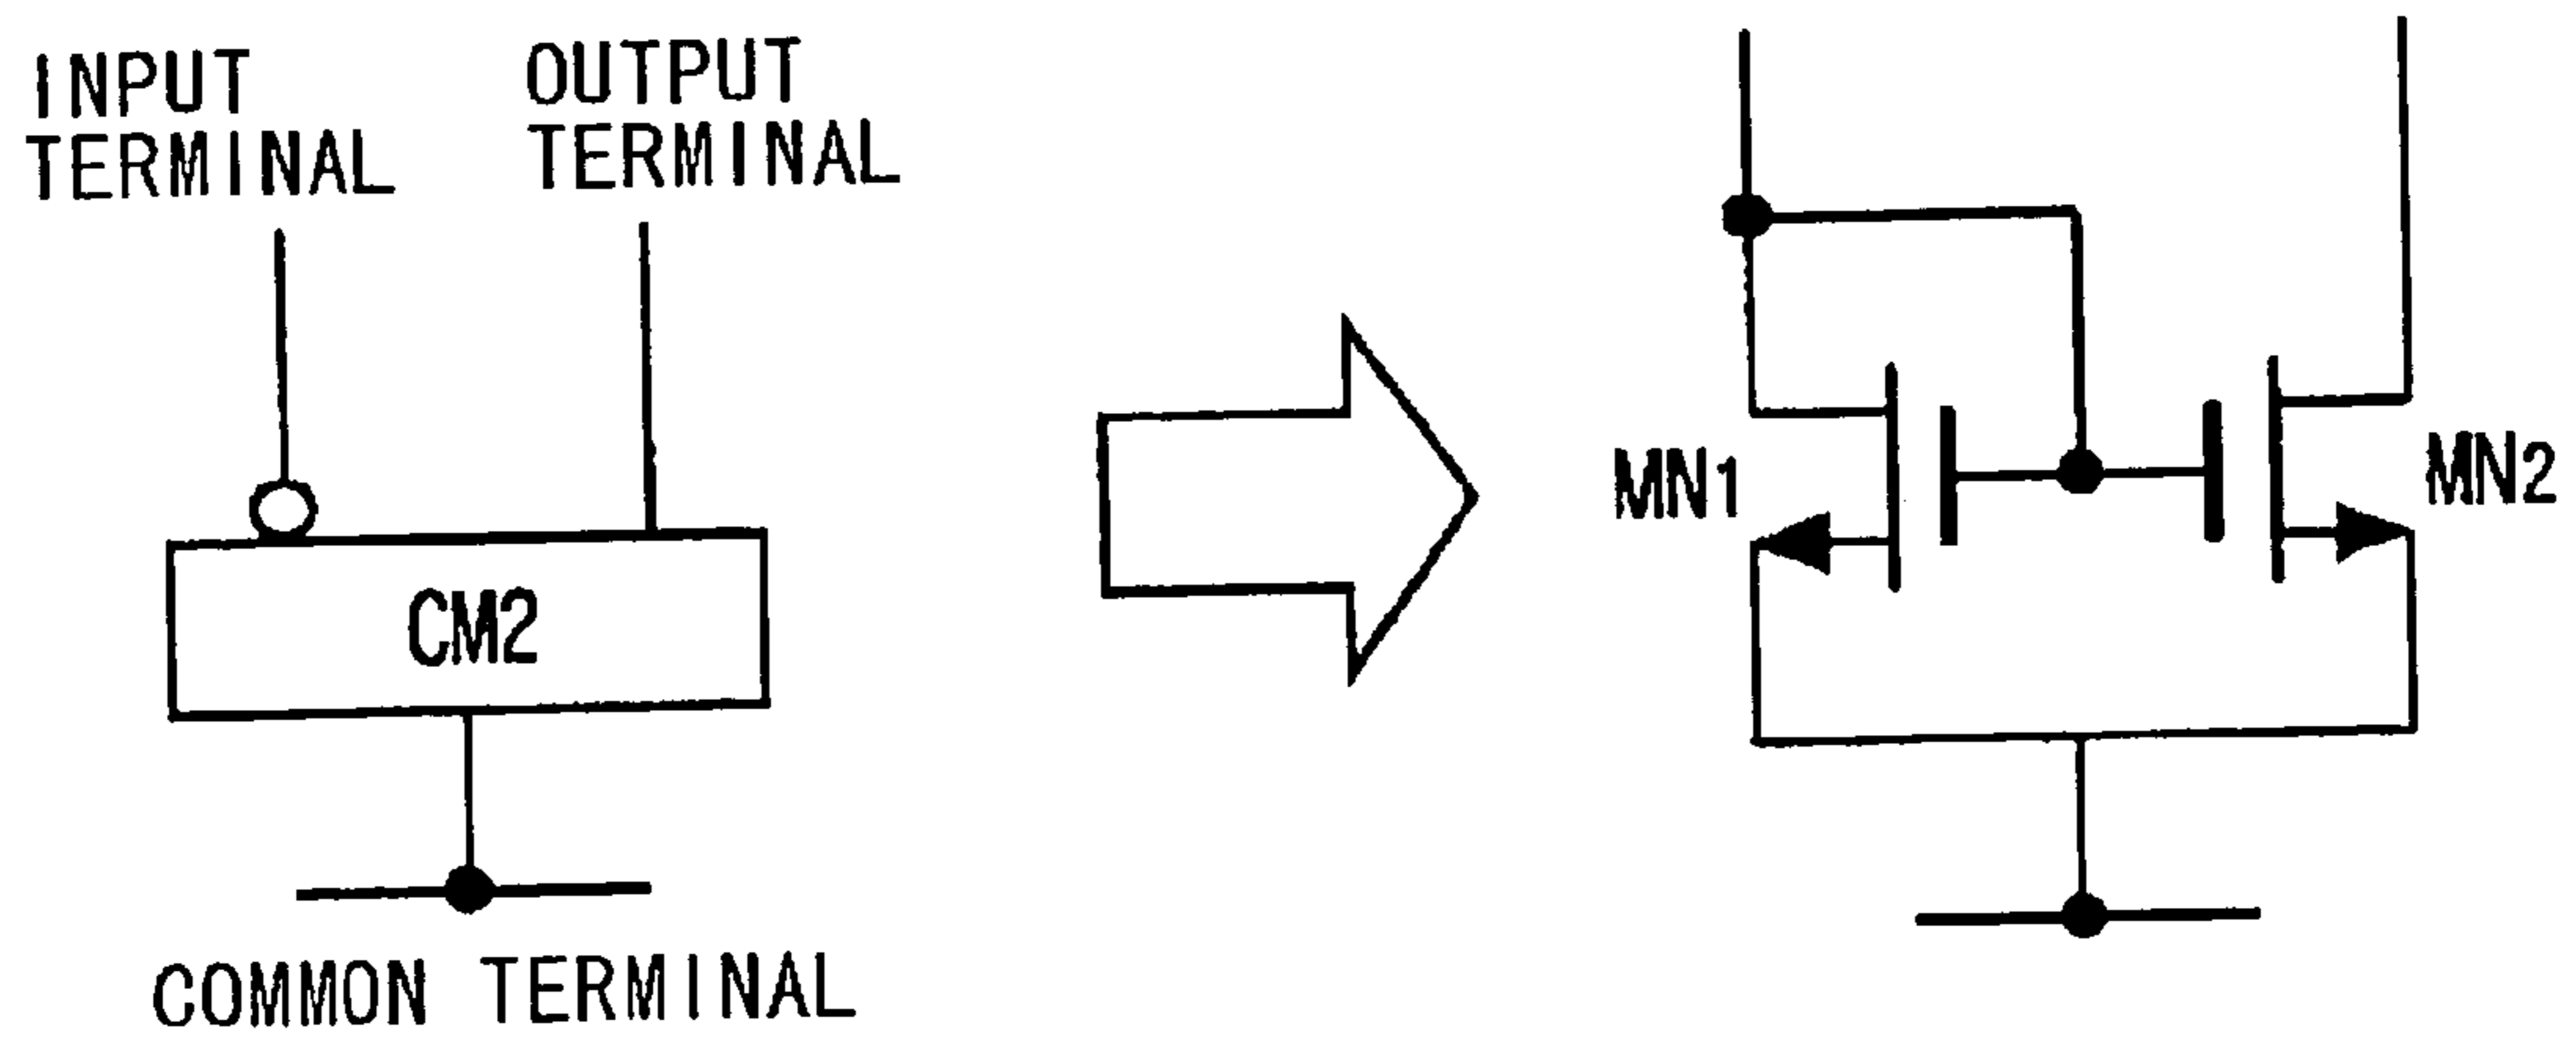 INPUT
TERMINAL
OUTPUT
TERMINAL
CM2
COMMON TERMINAL
MN1
MN2